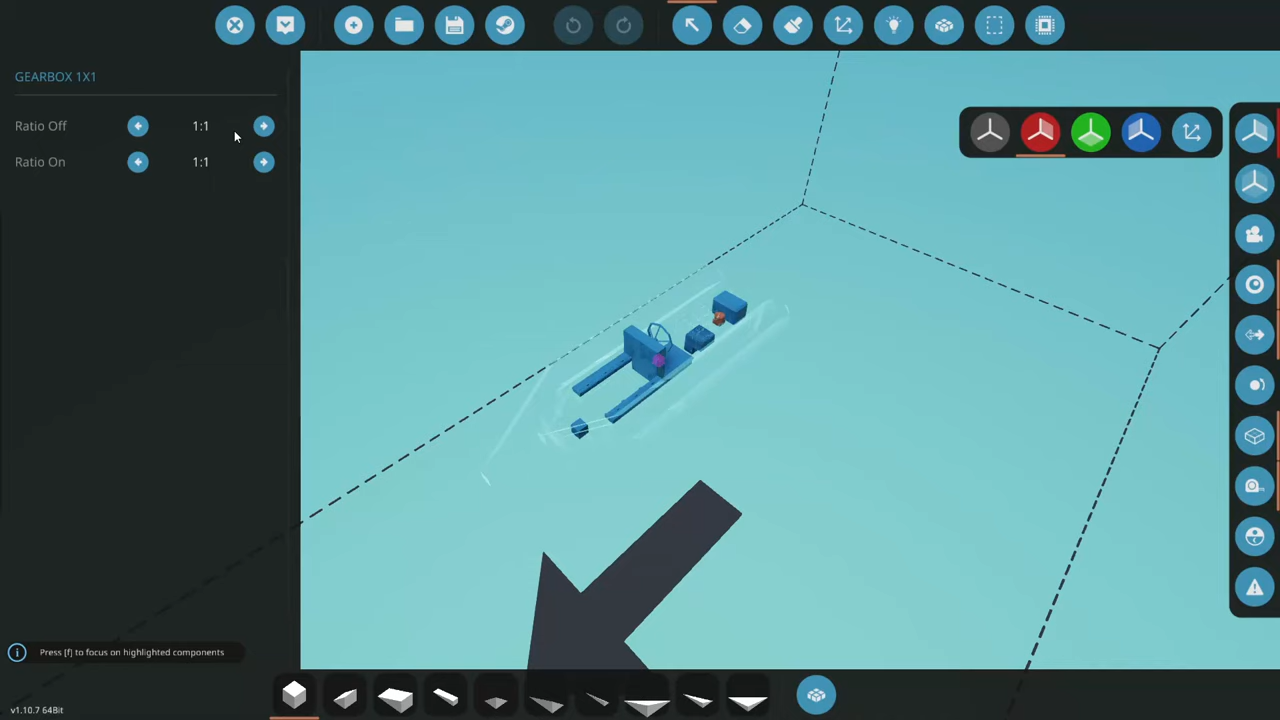 GEARBOX 1X1
Ratio Off 1:1
Ratio On 1:1
Press [f] to focus on highlighted components
v1.10.7 64Bit